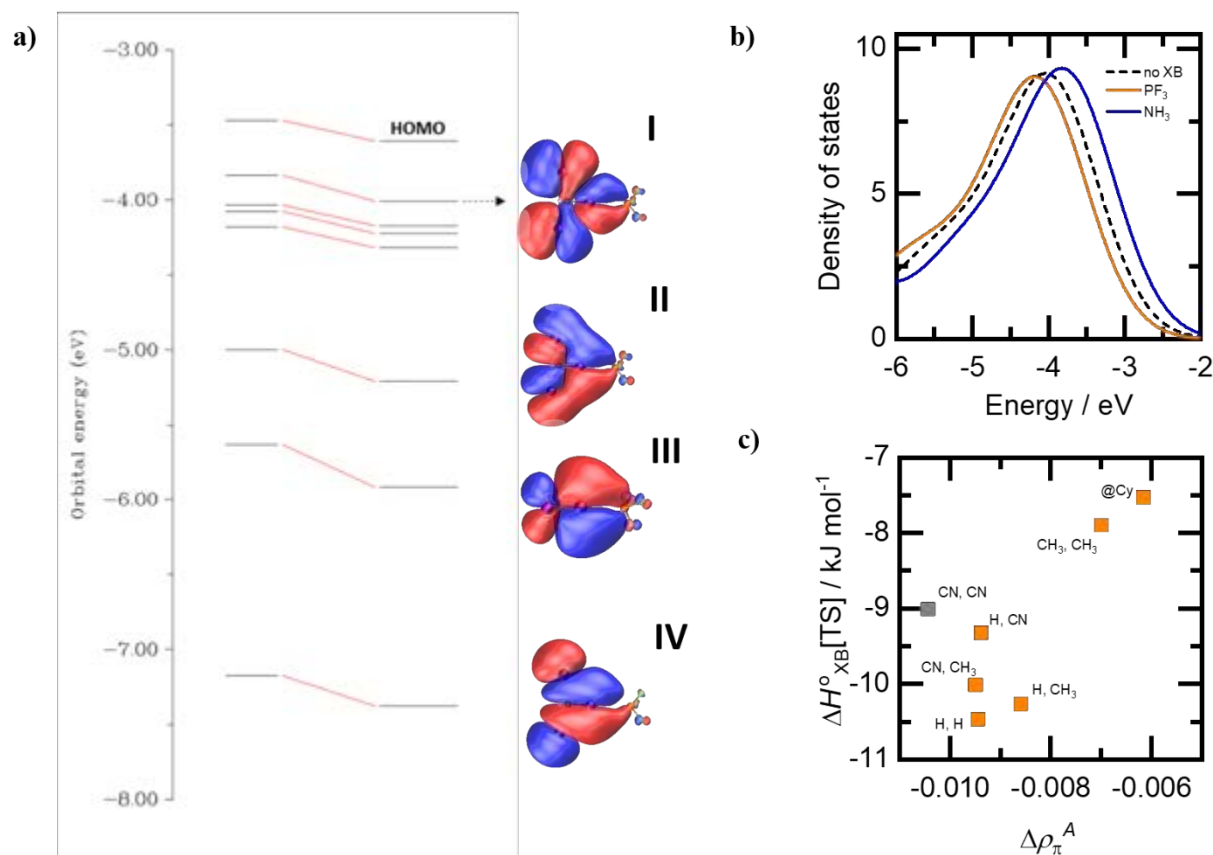 a)
−3.00
−4.00
−5.00
−6.00
−7.00
−8.00
Orbital energy (eV)
HOMO
I
II
III
IV
b)
10
5
0
-6
-5
-4
-3
-2
Density of states
Energy / eV
no XB
PF3
NH3
c)
-7
-8
-9
-10
-11
ΔH°XB[TS] / kJ mol-1
@Cy
CH3, CH3
CN, CN
H, CN
CN, CH3
H, CH3
H, H
-0.010
-0.008
-0.006
ΔρπA